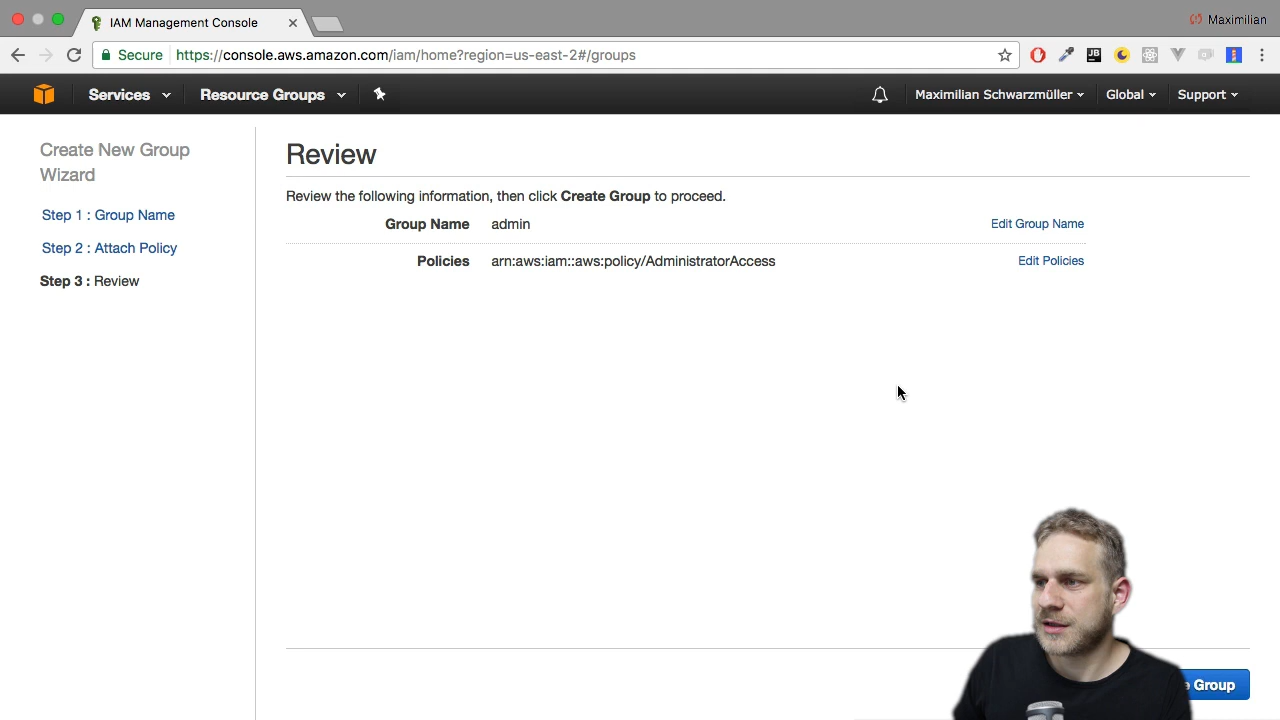 IAM Management Console
Maximilian
Secure
https://console.aws.amazon.com/iam/home?region=us-east-2#/groups
JB
Services
Resource Groups
Maximilian Schwarzmüller
Global
Support
Create New Group
Wizard
Step 1 : Group Name
Step 2 : Attach Policy
Step 3 : Review
Review
Review the following information, then click Create Group to proceed.
Group Name admin Edit Group Name
Policies arn:aws:iam::aws:policy/AdministratorAccess Edit Policies
Group